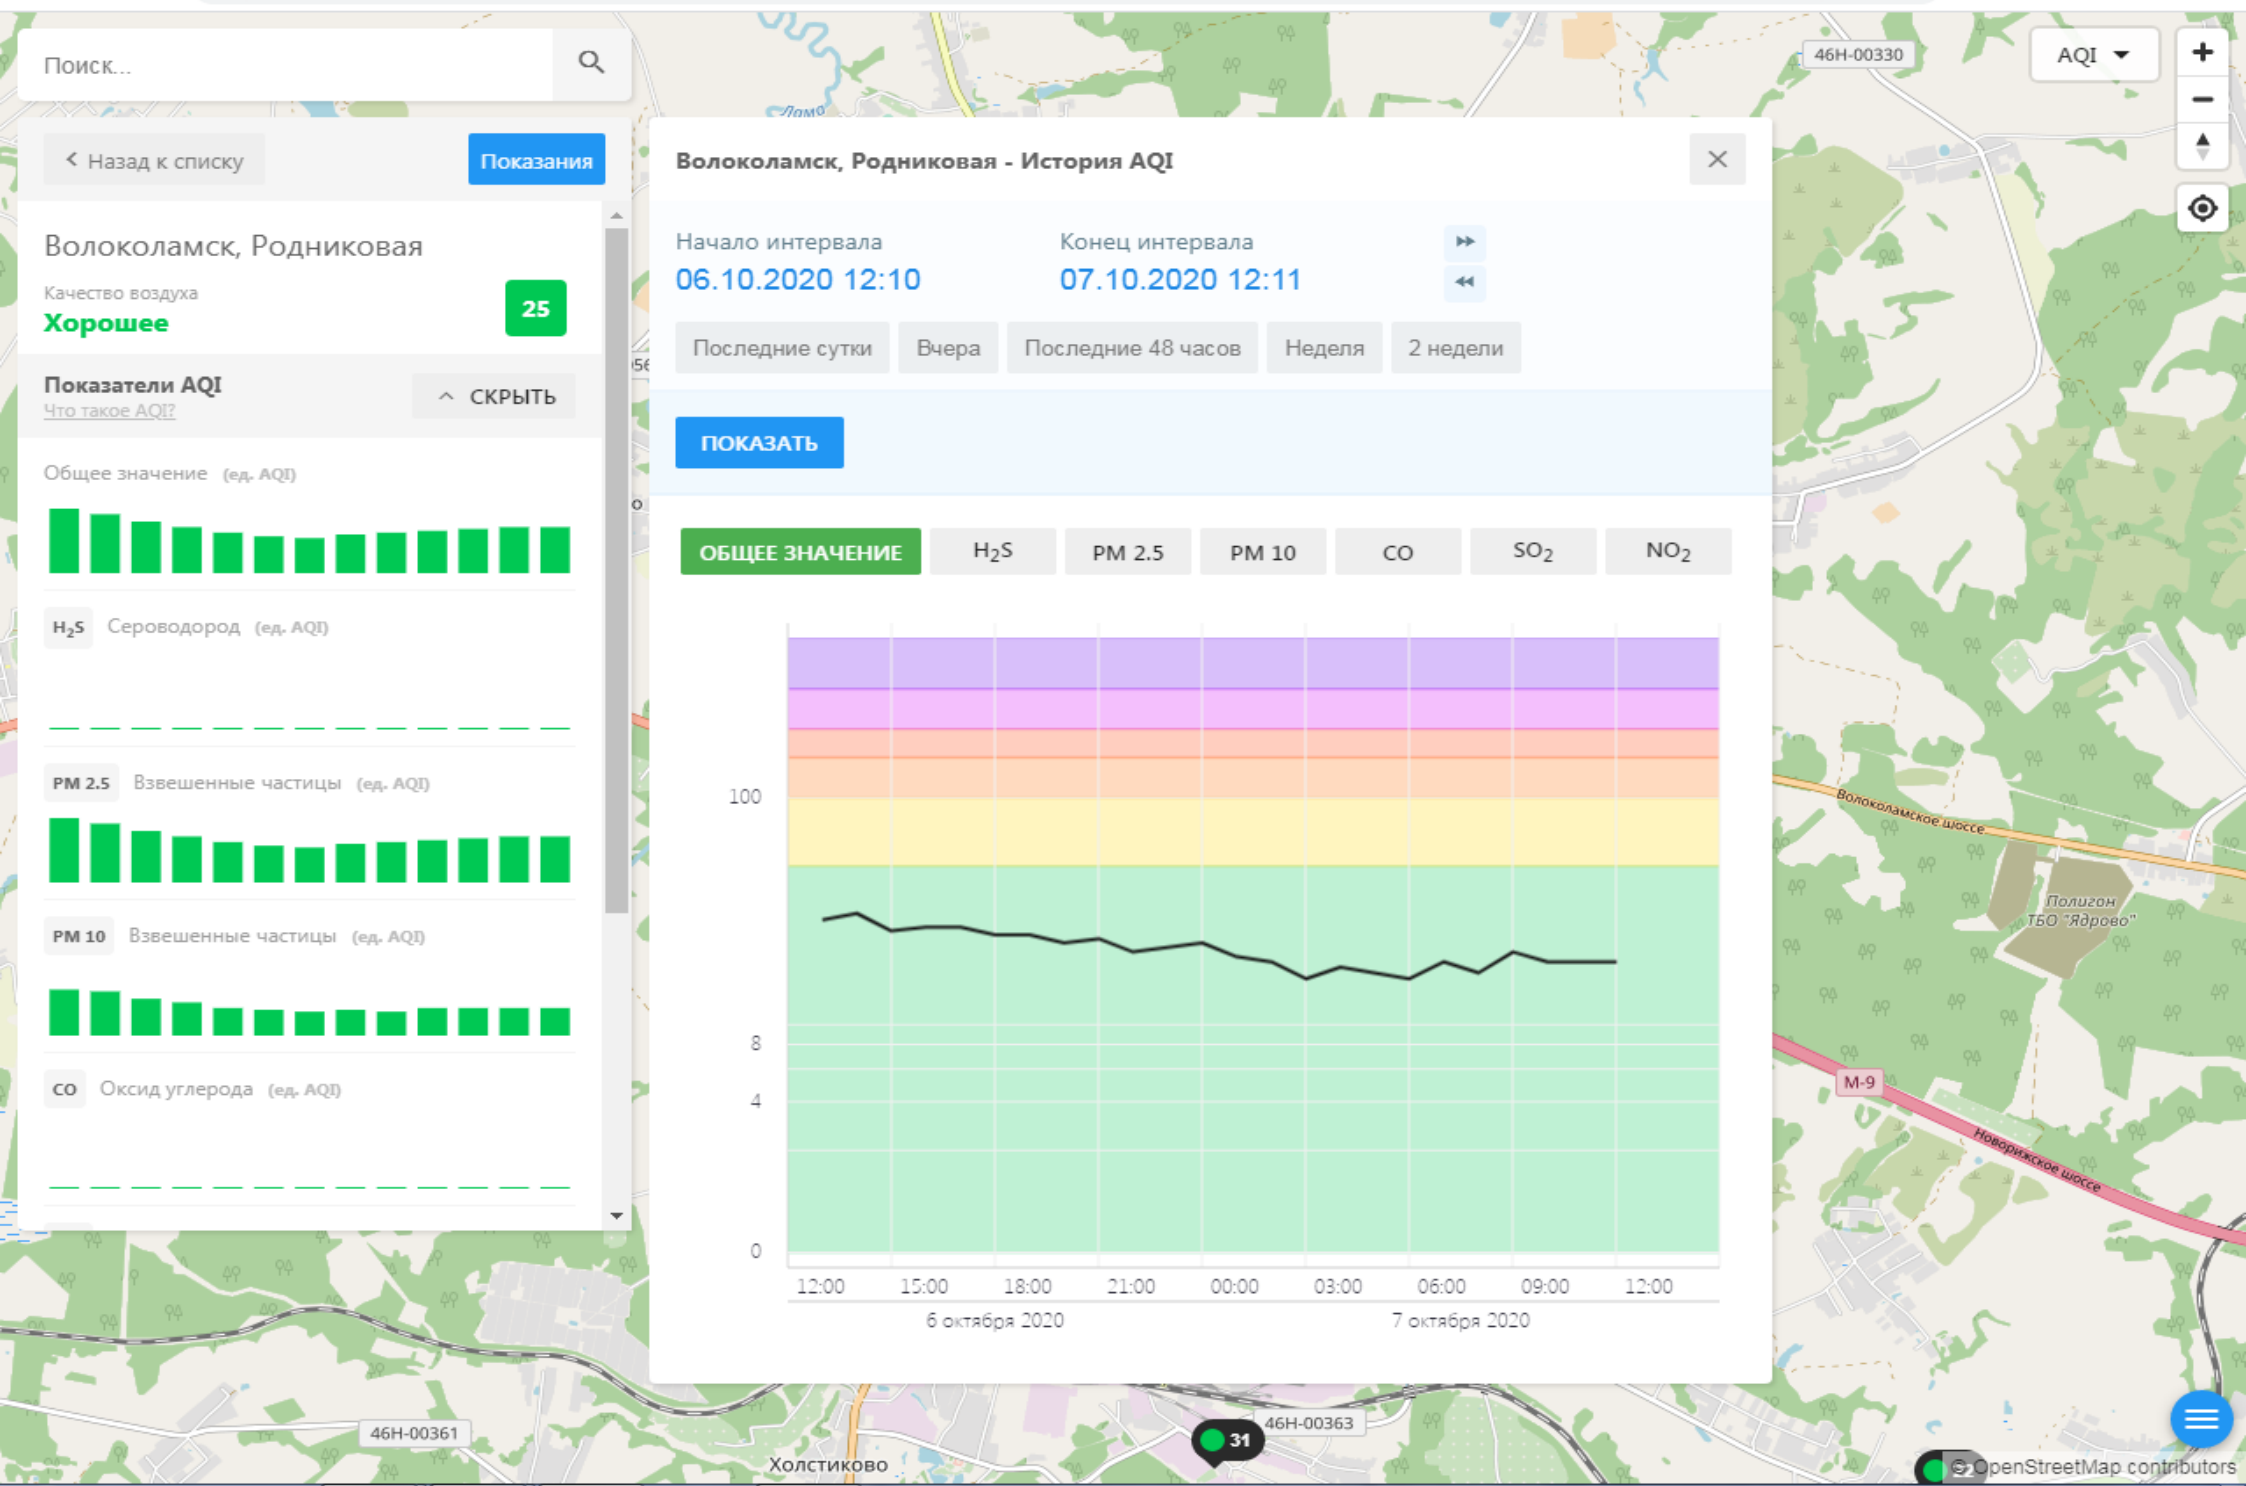 Поиск...
46Н-00330
AQI
Ламо
Назад к списку
Показания
Волоколамск, Родниковая - История AQI
Волоколамск, Родниковая
Качество воздуха
Хорошее
25
Начало интервала
Конец интервала
06.10.2020 12:10
07.10.2020 12:11
Последние сутки
Вчера
Последние 48 часов
Неделя
2 недели
Показатели AQI
Что такое AQI?
СКРЫТЬ
ПОКАЗАТЬ
Общее значение (ед. AQI)
ОБЩЕЕ ЗНАЧЕНИЕ
H₂S
PM 2.5
PM 10
CO
SO₂
NO₂
H₂S Сероводород (ед. AQI)
PM 2.5 Взвешенные частицы (ед. AQI)
PM 10 Взвешенные частицы (ед. AQI)
CO Оксид углерода (ед. AQI)
100
8
4
0
12:00 15:00 18:00 21:00 00:00 03:00 06:00 09:00 12:00
6 октября 2020
7 октября 2020
Волоколамское шоссе
Полигон
ТБО "Ядрово"
М-9
Новорижское шоссе
46Н-00361
46Н-00363
31
Холстиково
© OpenStreetMap contributors